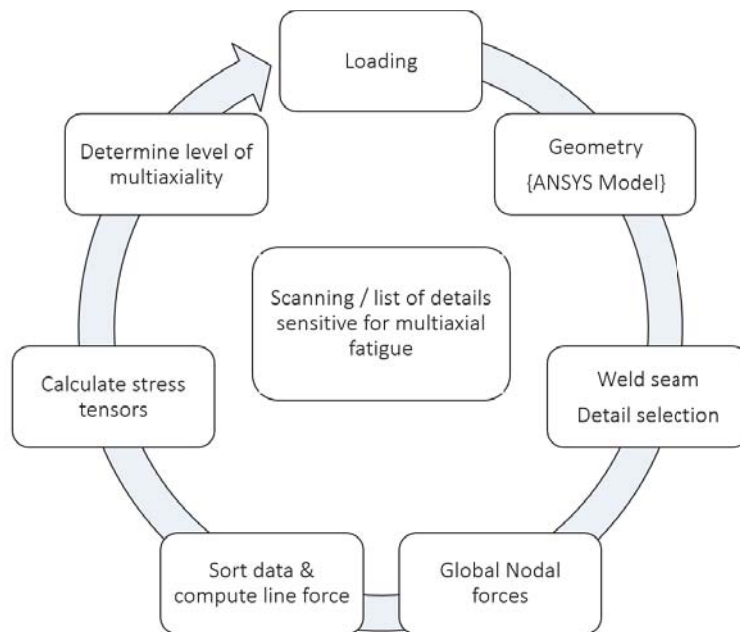 Loading
Geometry
{ANSYS Model}
Weld seam
Detail selection
Global Nodal
forces
Sort data &
compute line force
Calculate stress
tensors
Determine level of
multiaxiality
Scanning / list of details
sensitive for multiaxial
fatigue